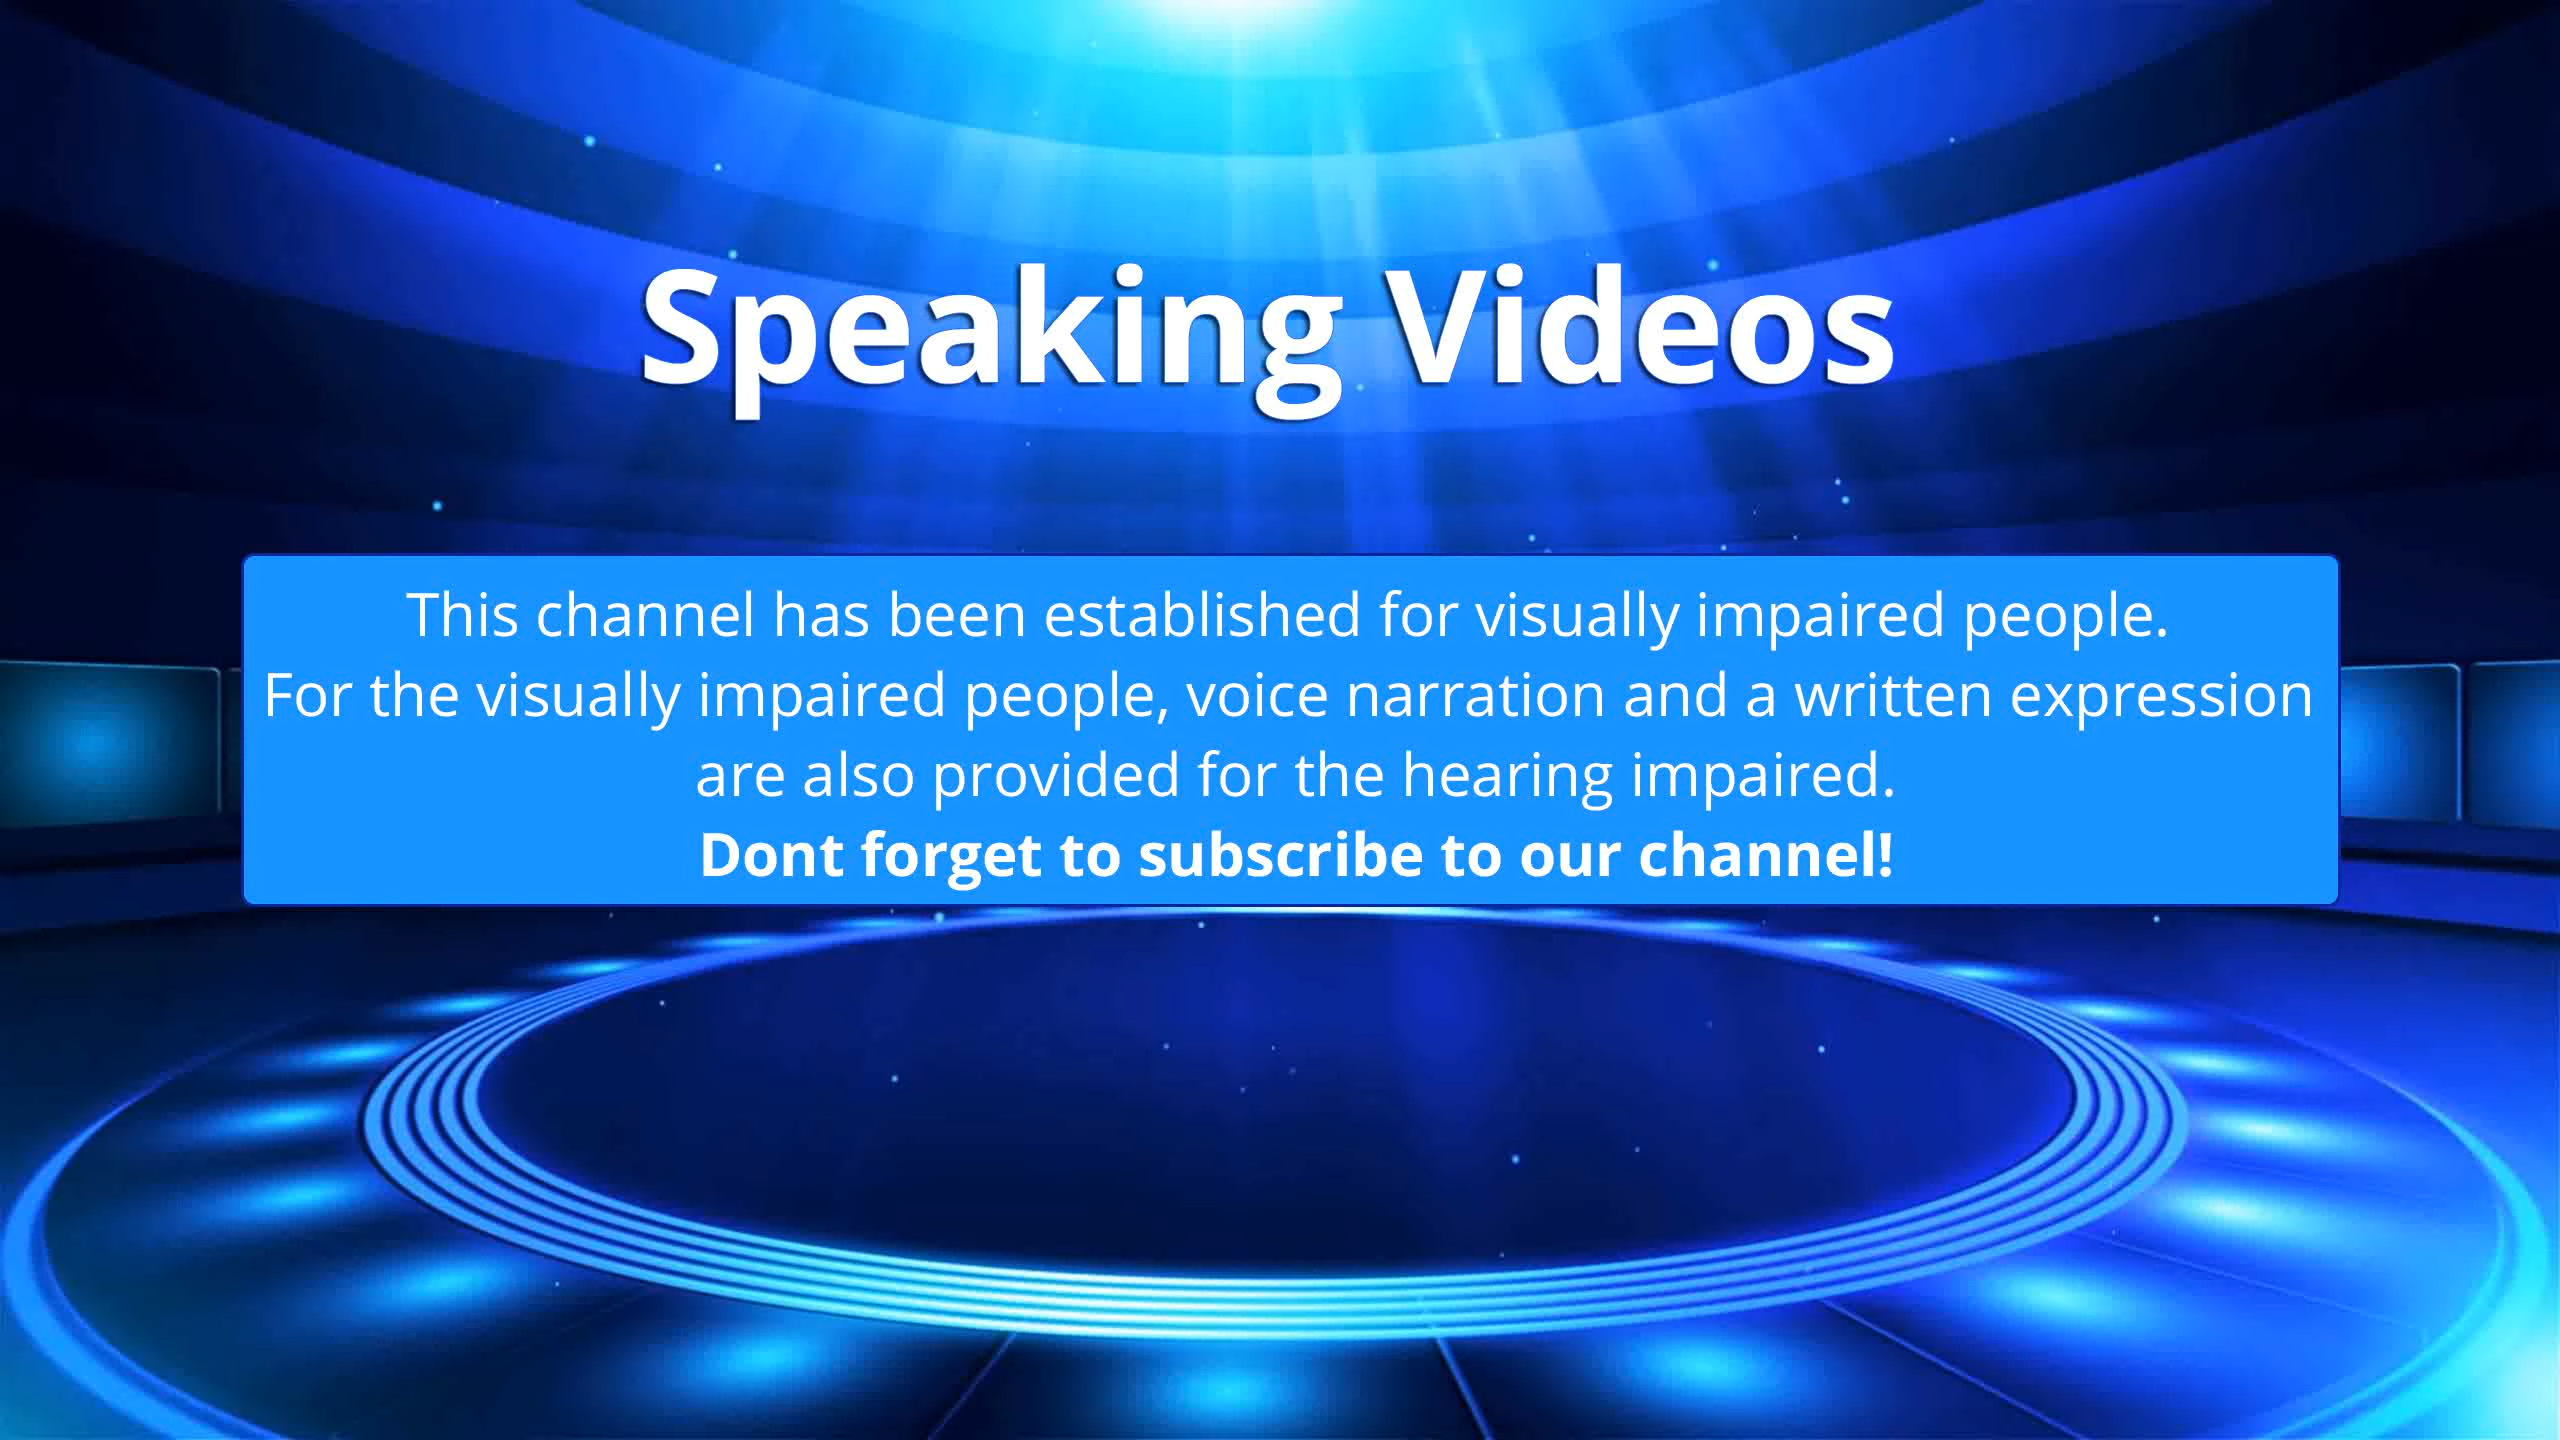 Speaking Videos
This channel has been established for visually impaired people.
For the visually impaired people, voice narration and a written expression
are also provided for the hearing impaired.
Dont forget to subscribe to our channel!